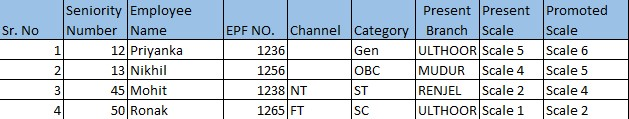 Sr. No Seniority Number Employee Name EPF NO. Channel Category Present Branch Present Scale Promoted Scale
1 12 Priyanka 1236 Gen ULTHOOR Scale 5 Scale 6
2 13 Nikhil 1256 OBC MUDUR Scale 4 Scale 5
3 45 Mohit 1238 NT ST RENJEL Scale 2 Scale 4
4 50 Ronak 1265 FT SC ULTHOOR Scale 1 Scale 2